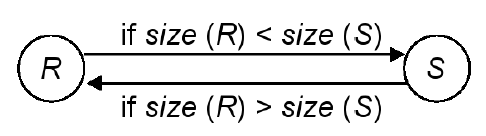 if size (R) < size (S)
R
S
if size (R) > size (S)